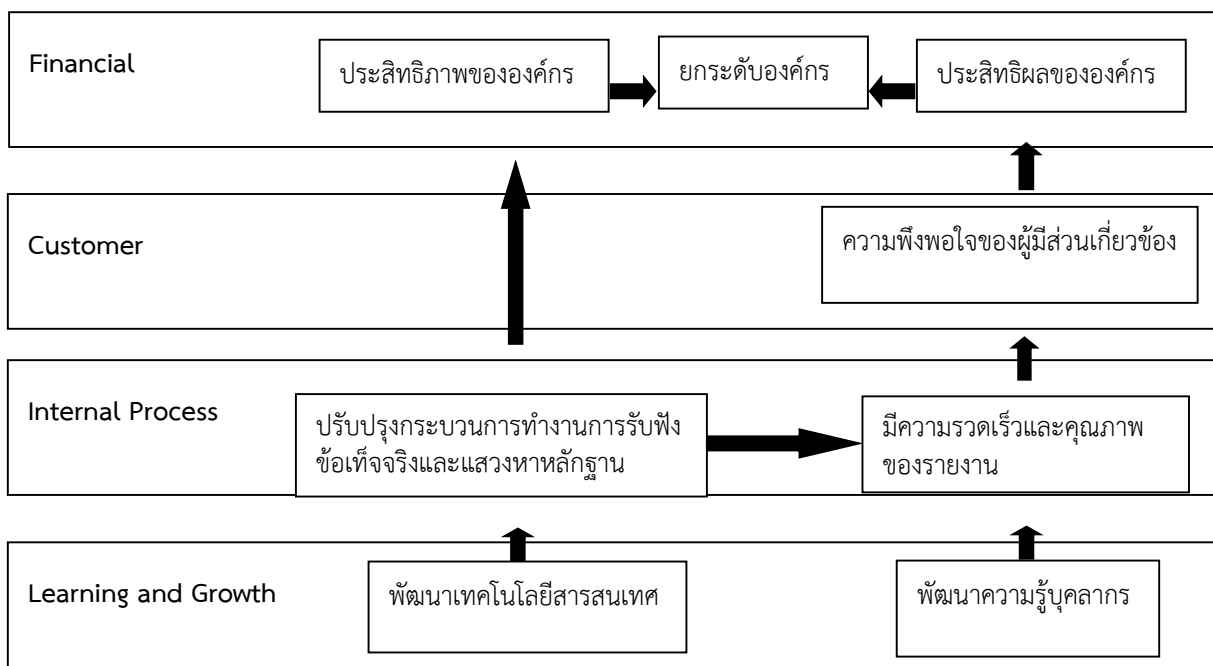 Financial
ประสิทธิภาพขององค์กร
ยกระดับองค์กร
ประสิทธิผลขององค์กร
Customer
ความพึงพอใจของผู้มีส่วนเกี่ยวข้อง
Internal Process
ปรับปรุงกระบวนการทำงานการรับฟัง
ข้อเท็จจริงและแสวงหาหลักฐาน
มีความรวดเร็วและคุณภาพ
ของรายงาน
Learning and Growth
พัฒนาเทคโนโลยีสารสนเทศ
พัฒนาความรู้บุคลากร